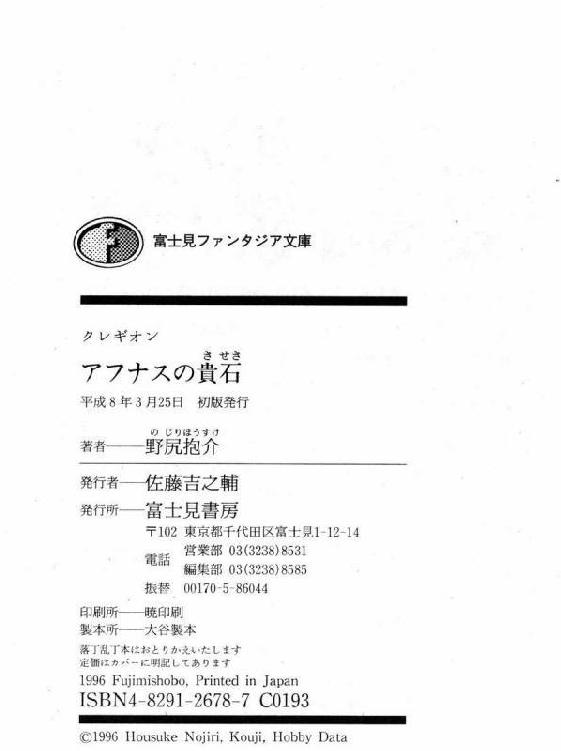 富士見ファンタジア文庫
クレギオン
きせき
アフナスの貴石
平成8年3月25日 初版発行
のじりほうすけ
著者――野尻抱介
発行者――佐藤吉之輔
発行所――富士見書房
〒102 東京都千代田区富士見1-12-14
電話
営業部 03(3238)8531
編集部 03(3238)8585
振替 00170-5-86044
印刷所――暁印刷
製本所――大谷製本
落丁乱丁本はおとりかえいたします
定価はカバーに明記してあります
1996 Fujimishobo, Printed in Japan
ISBN4-8291-2678-7 C0193
©1996 Housuke Nojiri, Kouji, Hobby Data